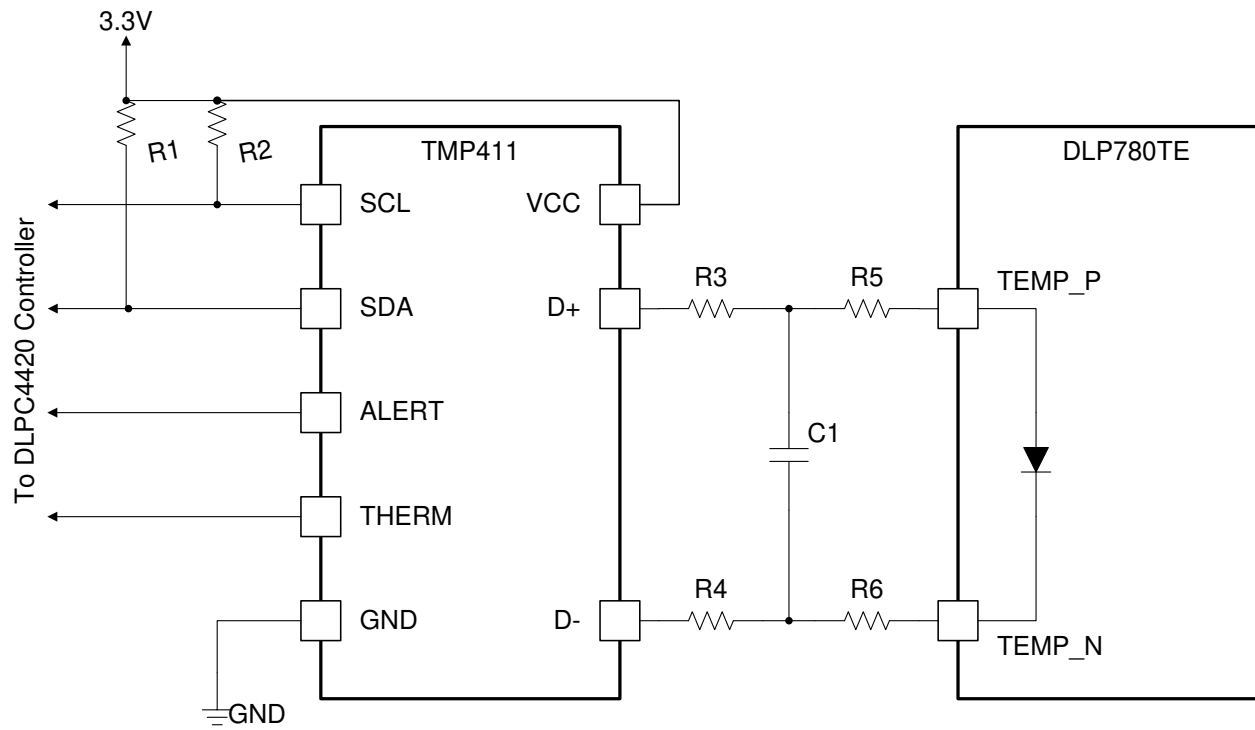 3.3V
R1
R2
TMP411
DLP780TE
SCL
VCC
To DLPC4420 Controller
SDA
D+
R3
R5
TEMP_P
ALERT
C1
THERM
GND
D-
R4
R6
TEMP_N
GND